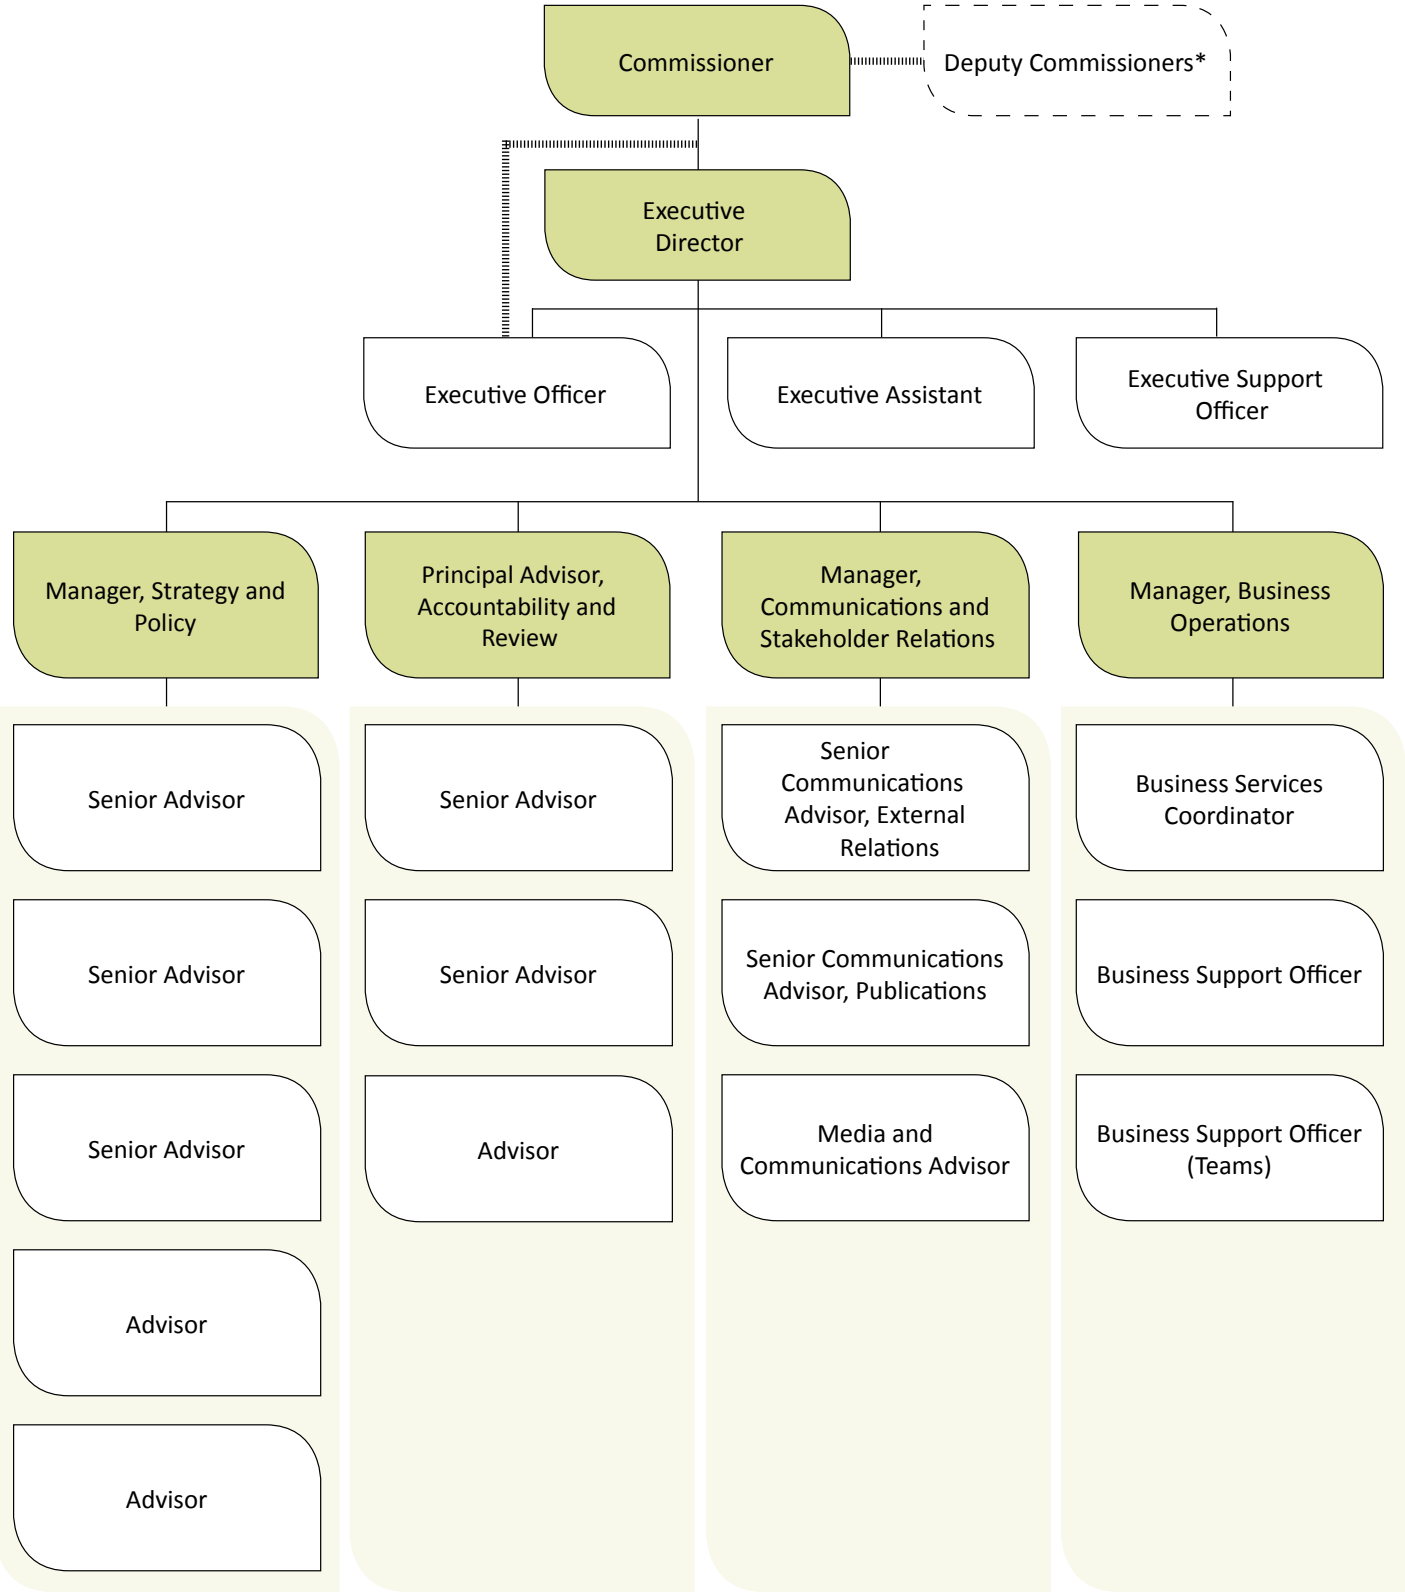 Commissioner
Deputy Commissioners*
Executive
Director
Executive Officer
Executive Assistant
Executive Support
Officer
Manager, Strategy and
Policy
Principal Advisor,
Accountability and
Review
Manager,
Communications and
Stakeholder Relations
Manager, Business
Operations
Senior Advisor
Senior Advisor
Senior
Communications
Advisor, External
Relations
Business Services
Coordinator
Senior Advisor
Senior Advisor
Senior Communications
Advisor, Publications
Business Support Officer
Senior Advisor
Advisor
Media and
Communications Advisor
Business Support Officer
(Teams)
Advisor
Advisor